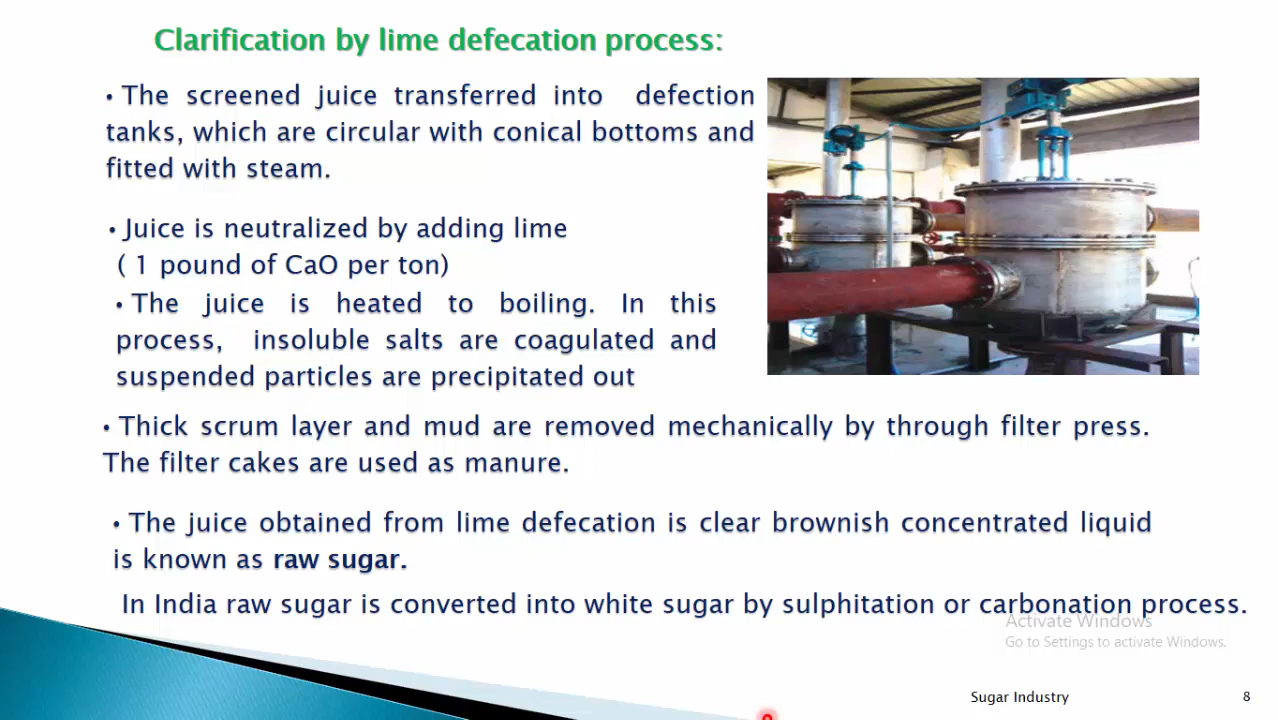 Clarification by lime defecation process:
• The screened juice transferred into defection
tanks, which are circular with conical bottoms and
fitted with steam.
• Juice is neutralized by adding lime
( 1 pound of CaO per ton)
• The juice is heated to boiling. In this
process, insoluble salts are coagulated and
suspended particles are precipitated out
• Thick scrum layer and mud are removed mechanically by through filter press.
The filter cakes are used as manure.
• The juice obtained from lime defecation is clear brownish concentrated liquid
is known as raw sugar.
In India raw sugar is converted into white sugar by sulphitation or carbonation process.
Activate Windows
Go to Settings to activate Windows.
Sugar Industry 8